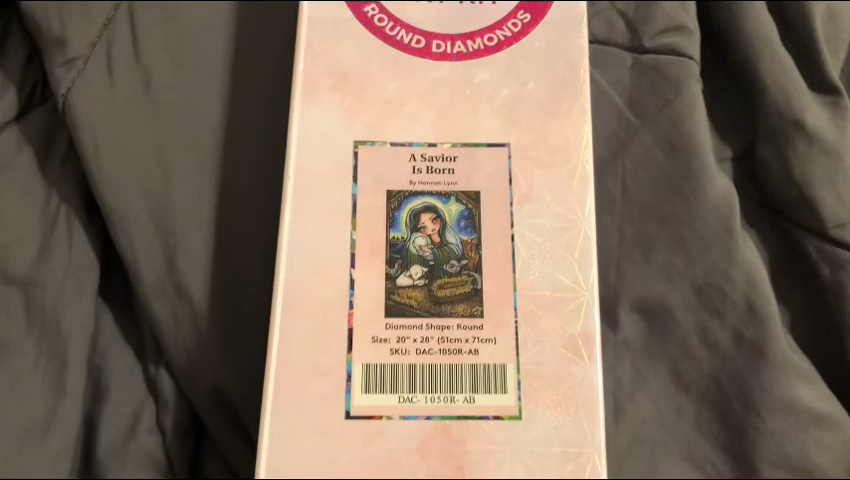 ROUND DIAMONDS
A Savior
Is Born
By Hannah Lynn
Diamond Shape: Round
Size: 20" x 28" (51cm x 71cm)
SKU: DAC-1050R-AB
DAC- 1050R- AB